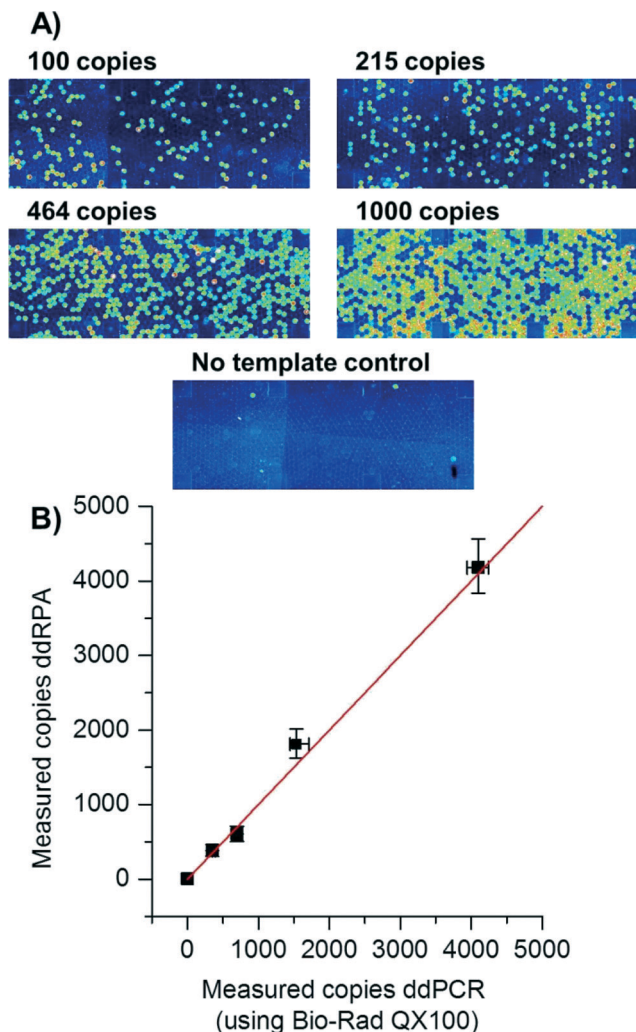 A)
100 copies
215 copies
464 copies
1000 copies
No template control
B)
5000
4000
3000
2000
1000
0
Measured copies ddRPA
0 1000 2000 3000 4000 5000
Measured copies ddPCR
(using Bio-Rad QX100)